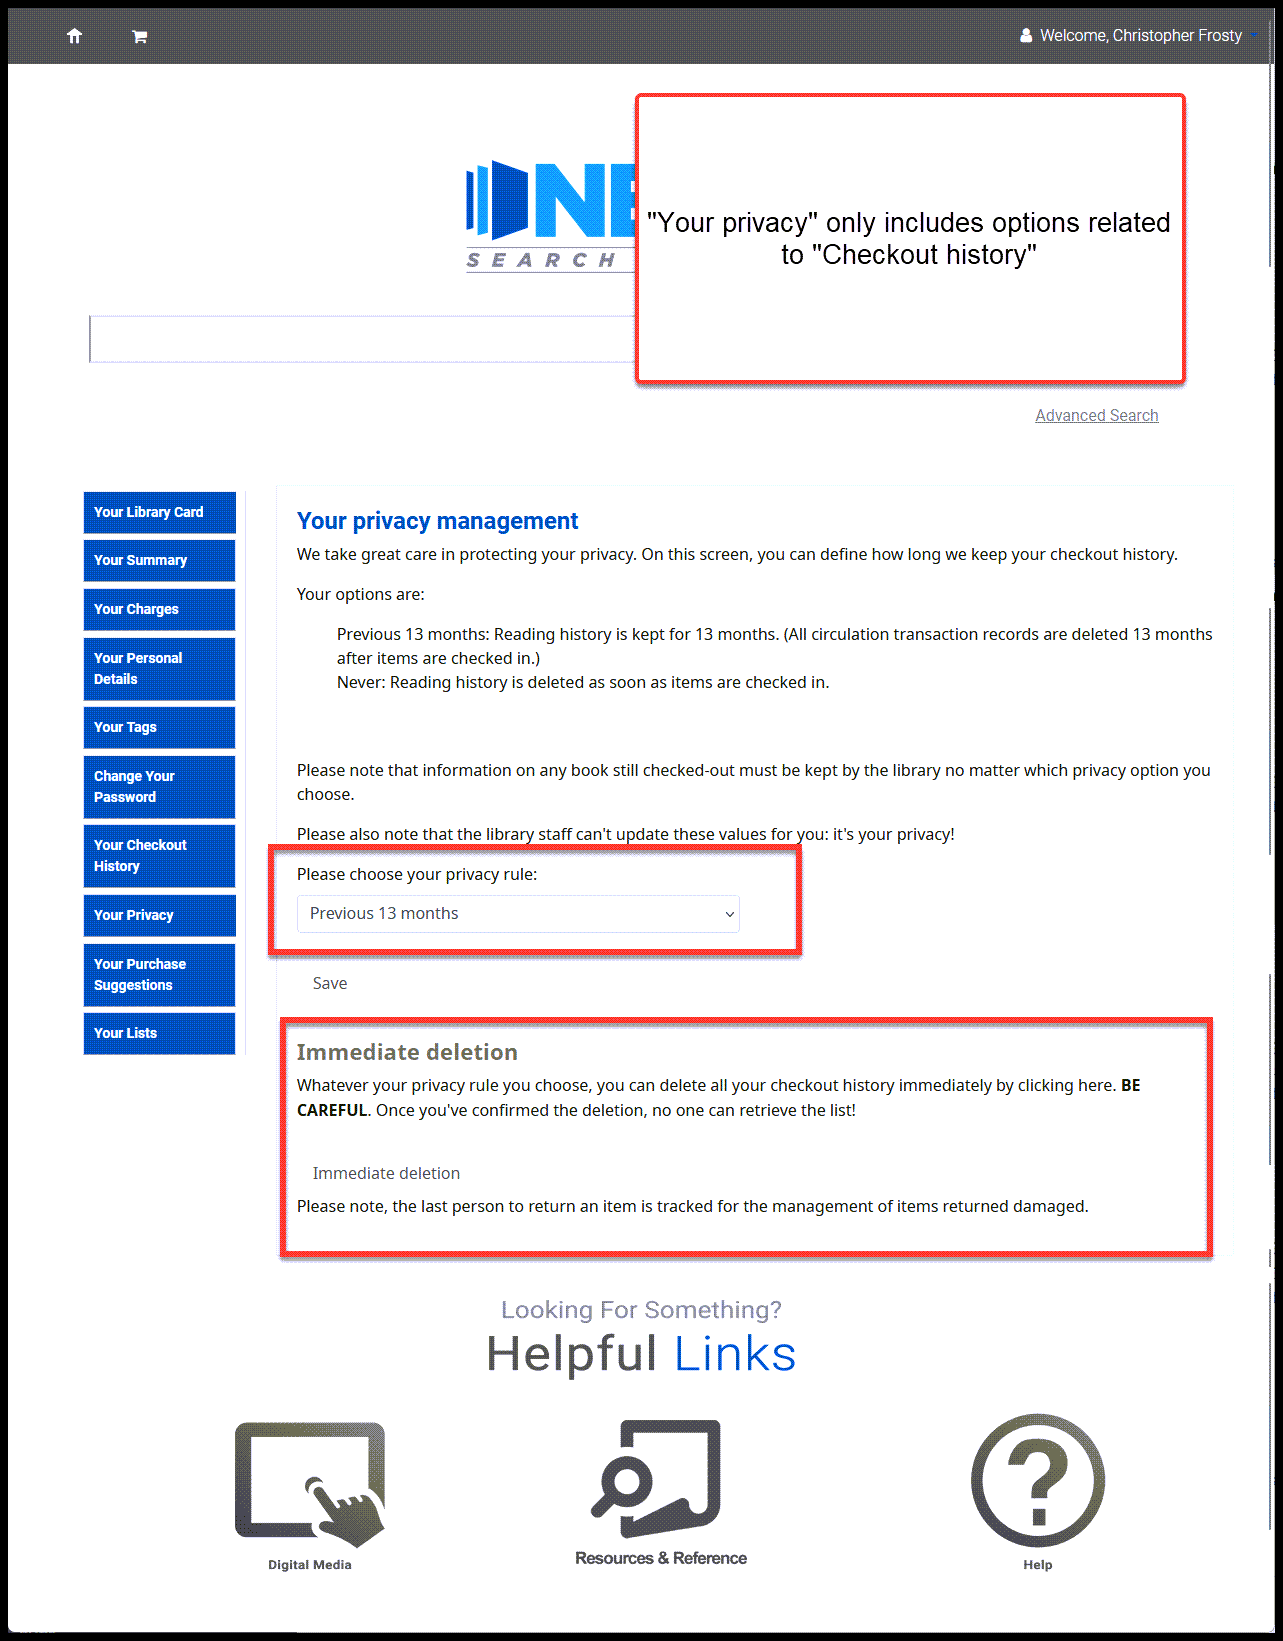 Welcome, Christopher Frosty
"Your privacy" only includes options related
to "Checkout history"
SEARCH
Advanced Search
Your Library Card
Your Summary
Your Charges
Your Personal
Details
Your Tags
Change Your
Password
Your Checkout
History
Your Privacy
Your Purchase
Suggestions
Your Lists
Your privacy management
We take great care in protecting your privacy. On this screen, you can define how long we keep your checkout history.
Your options are:
Previous 13 months: Reading history is kept for 13 months. (All circulation transaction records are deleted 13 months
after items are checked in.)
Never: Reading history is deleted as soon as items are checked in.
Please note that information on any book still checked-out must be kept by the library no matter which privacy option you
choose.
Please also note that the library staff can't update these values for you: it's your privacy!
Please choose your privacy rule:
Previous 13 months
Save
Immediate deletion
Whatever your privacy rule you choose, you can delete all your checkout history immediately by clicking here. BE
CAREFUL. Once you've confirmed the deletion, no one can retrieve the list!
Immediate deletion
Please note, the last person to return an item is tracked for the management of items returned damaged.
Looking For Something?
Helpful Links
Digital Media
Resources & Reference
Help